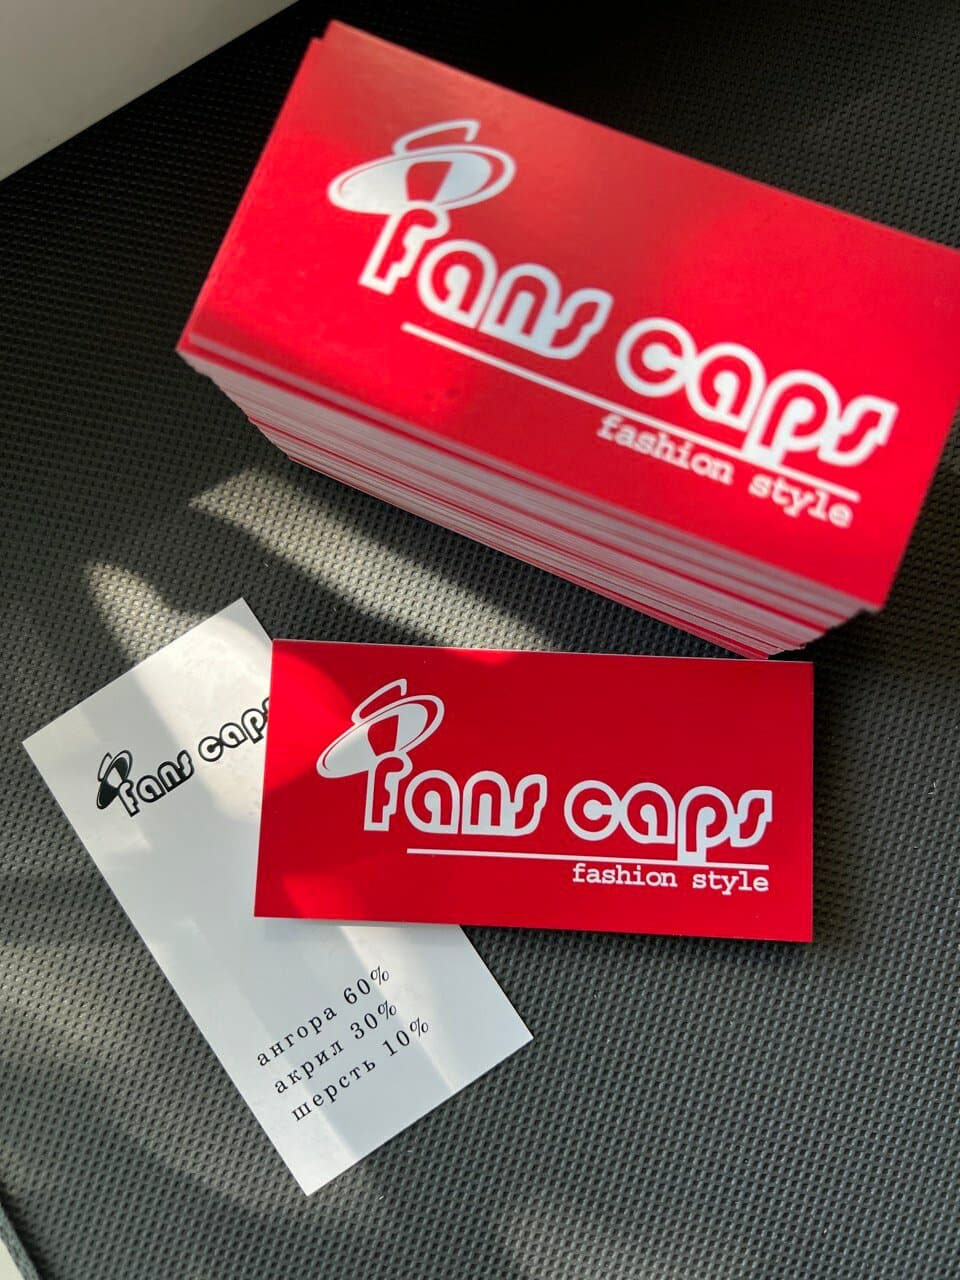 fans caps
fashion style
fans caps
fans caps
fashion style
ангора 60%
акрил 30%
шерсть 10%